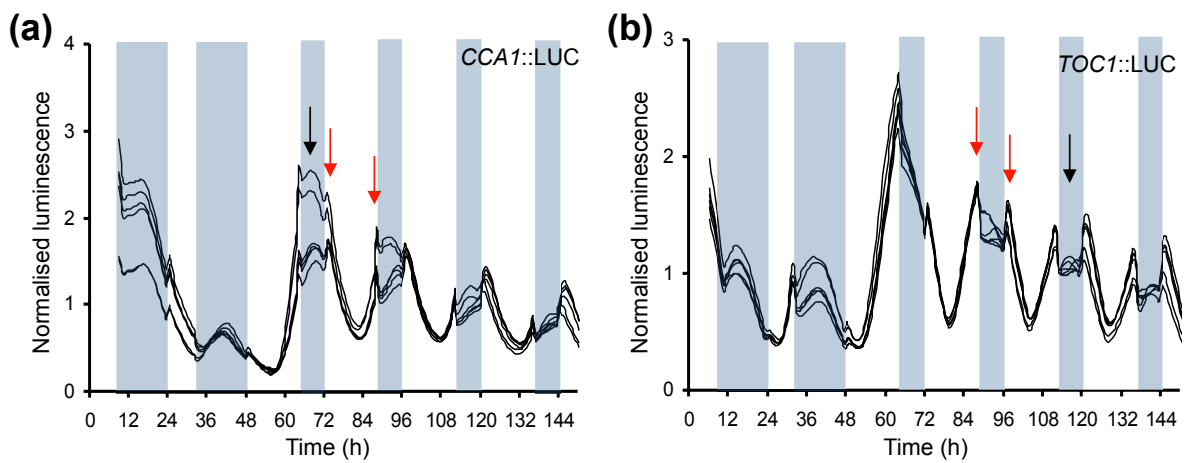 (a)
CCA1::LUC
Normalised luminescence
4
3
2
1
0
0 12 24 36 48 60 72 84 96 108 120 132 144
Time (h)
(b)
TOC1::LUC
Normalised luminescence
3
2
1
0
0 12 24 36 48 60 72 84 96 108 120 132 144
Time (h)